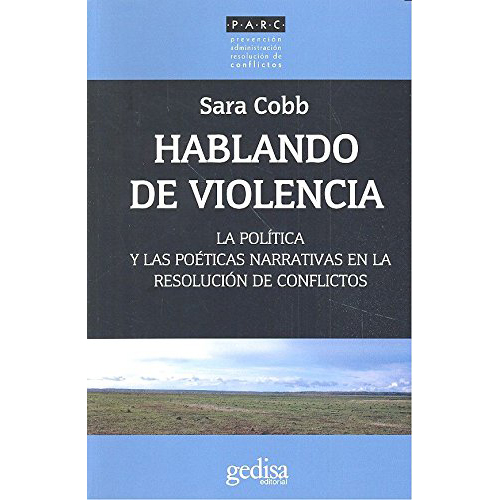 ·P·A·R·C·
prevención
administración
resolución de
conflictos
Sara Cobb
HABLANDO
DE VIOLENCIA
LA POLÍTICA
Y LAS POÉTICAS NARRATIVAS EN LA
RESOLUCIÓN DE CONFLICTOS
gedisa
editorial